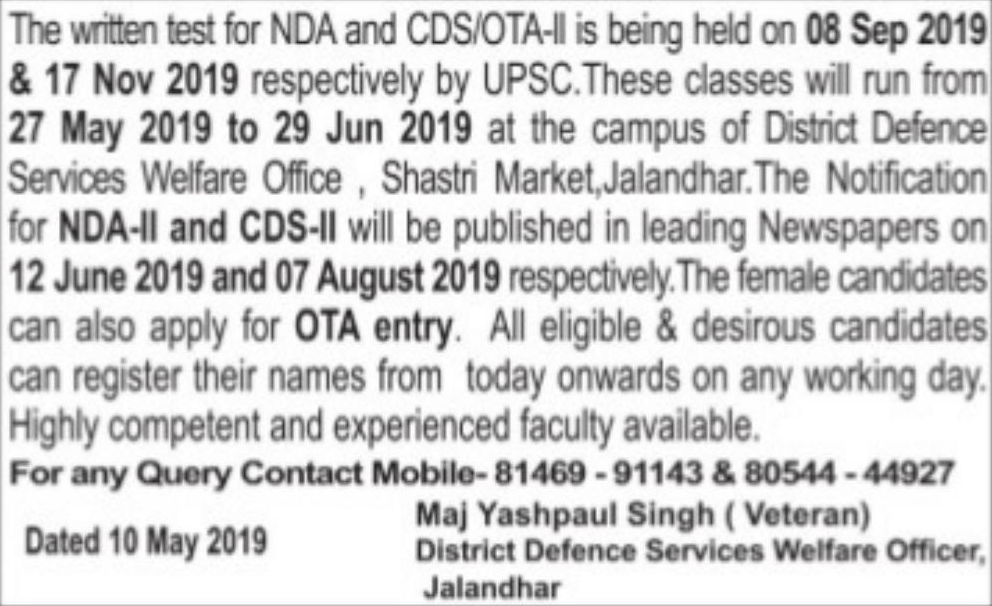 The written test for NDA and CDS/OTA-II is being held on 08 Sep 2019
& 17 Nov 2019 respectively by UPSC.These classes will run from
27 May 2019 to 29 Jun 2019 at the campus of District Defence
Services Welfare Office , Shastri Market,Jalandhar.The Notification
for NDA-II and CDS-II will be published in leading Newspapers on
12 June 2019 and 07 August 2019 respectively.The female candidates
can also apply for OTA entry. All eligible & desirous candidates
can register their names from today onwards on any working day.
Highly competent and experienced faculty available.
For any Query Contact Mobile- 81469 - 91143 & 80544 - 44927
Maj Yashpaul Singh ( Veteran)
Dated 10 May 2019
District Defence Services Welfare Officer,
Jalandhar